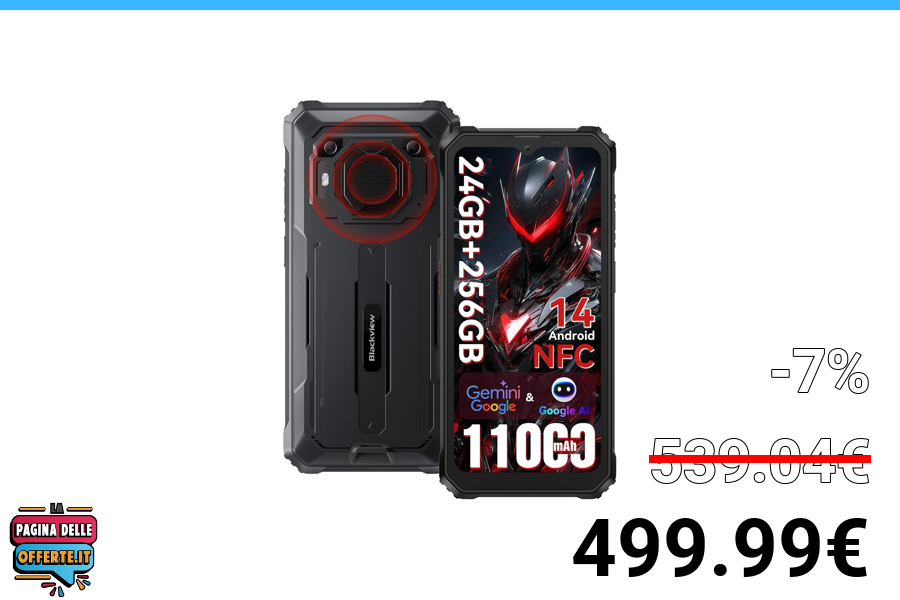 Blackview
24GB+256GB
14
Android
NFC
Gemini
Google
&
Google AI
11000
mAh
-7%
539.04€
499.99€
LA
PAGINA DELLE
OFFERTE.IT